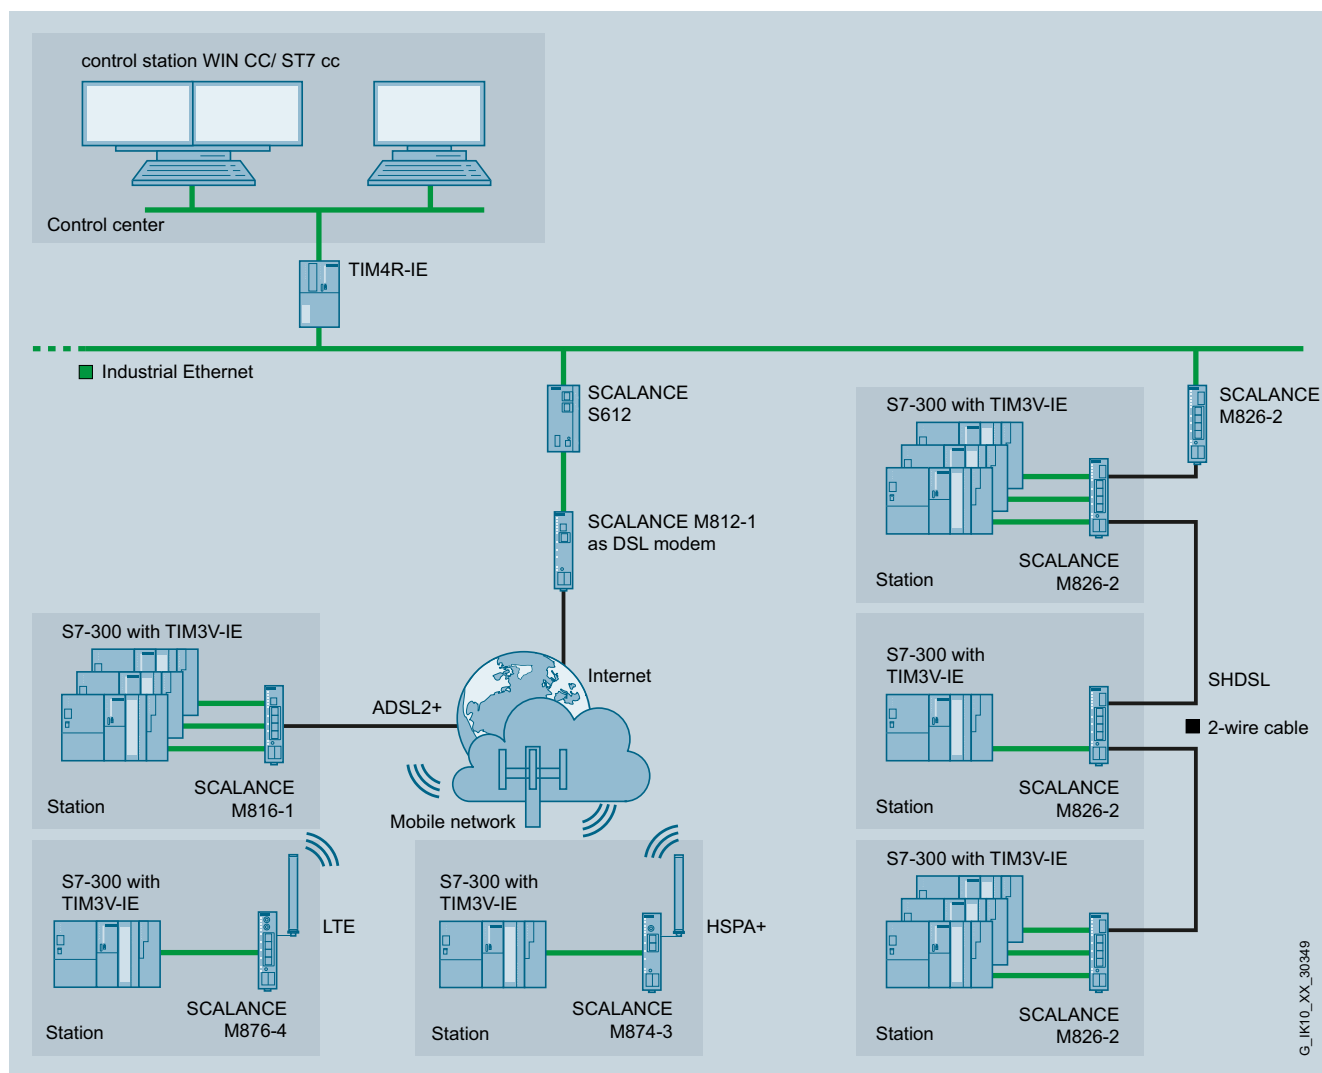 control station WIN CC/ ST7 cc
Control center
TIM4R-IE
Industrial Ethernet
SCALANCE
S612
SCALANCE M812-1
as DSL modem
S7-300 with TIM3V-IE
SCALANCE
M826-2
SCALANCE
M826-2
Station
S7-300 with TIM3V-IE
ADSL2+
Internet
SCALANCE
M816-1
Station
Mobile network
S7-300 with
TIM3V-IE
SHDSL
2-wire cable
SCALANCE
M826-2
Station
S7-300 with
TIM3V-IE
LTE
SCALANCE
M876-4
Station
S7-300 with
TIM3V-IE
HSPA+
SCALANCE
M874-3
Station
S7-300 with TIM3V-IE
SCALANCE
M826-2
Station
G_IK10_XX_30349